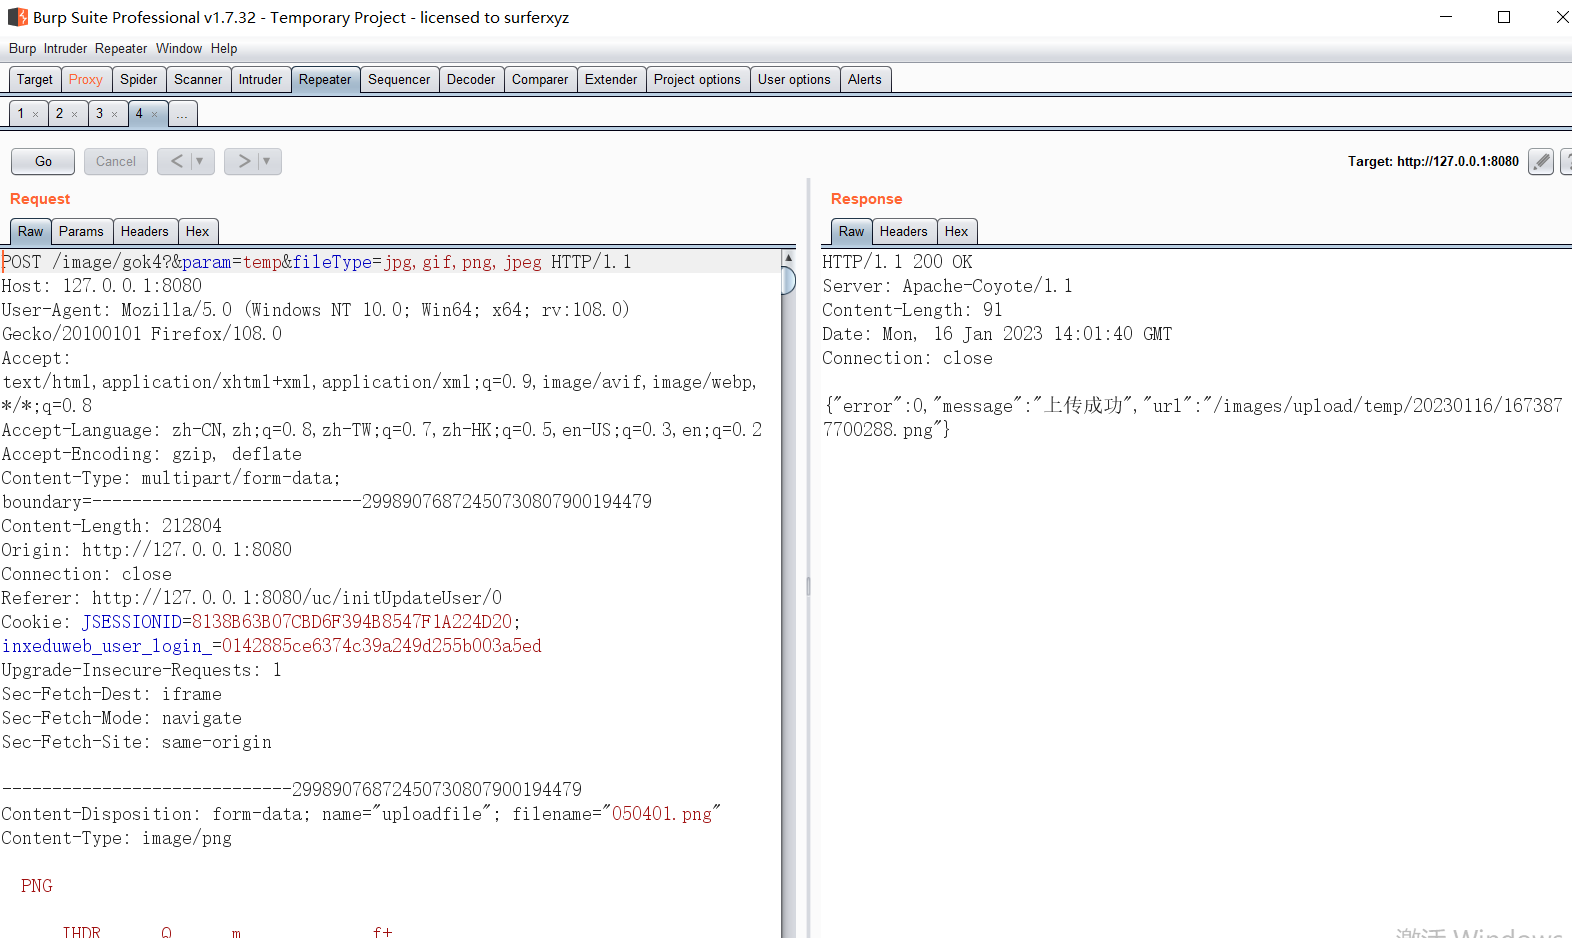 Burp Suite Professional v1.7.32 - Temporary Project - licensed to surferxyz
Burp Intruder Repeater Window Help
Target Proxy Spider Scanner Intruder Repeater Sequencer Decoder Comparer Extender Project options User options Alerts
1 × 2 × 3 × 4 × ...
Go Cancel < ▼ > ▼ Target: http://127.0.0.1:8080 ?
Request
Raw Params Headers Hex
POST /image/gok4?&param=temp&fileType=jpg,gif,png,jpeg HTTP/1.1
Host: 127.0.0.1:8080
User-Agent: Mozilla/5.0 (Windows NT 10.0; Win64; x64; rv:108.0)
Gecko/20100101 Firefox/108.0
Accept:
text/html,application/xhtml+xml,application/xml;q=0.9,image/avif,image/webp,
*/*;q=0.8
Accept-Language: zh-CN,zh;q=0.8,zh-TW;q=0.7,zh-HK;q=0.5,en-US;q=0.3,en;q=0.2
Accept-Encoding: gzip, deflate
Content-Type: multipart/form-data;
boundary=---------------------------299890768724507308079001​94479
Content-Length: 212804
Origin: http://127.0.0.1:8080
Connection: close
Referer: http://127.0.0.1:8080/uc/initUpdateUser/0
Cookie: JSESSIONID=8138B63B07CBD6F394B8547F1A224D20;
inxeduweb_user_login_=0142885ce6374c39a249d255b003a5ed
Upgrade-Insecure-Requests: 1
Sec-Fetch-Dest: iframe
Sec-Fetch-Mode: navigate
Sec-Fetch-Site: same-origin
-----------------------------29989076872450730807900194479
Content-Disposition: form-data; name="uploadfile"; filename="050401.png"
Content-Type: image/png
PNG
IHDR Q m f+
Response
Raw Headers Hex
HTTP/1.1 200 OK
Server: Apache-Coyote/1.1
Content-Length: 91
Date: Mon, 16 Jan 2023 14:01:40 GMT
Connection: close
{"error":0,"message":"上传成功","url":"/images/upload/temp/20230116/167387
7700288.png"}
激活 Windows